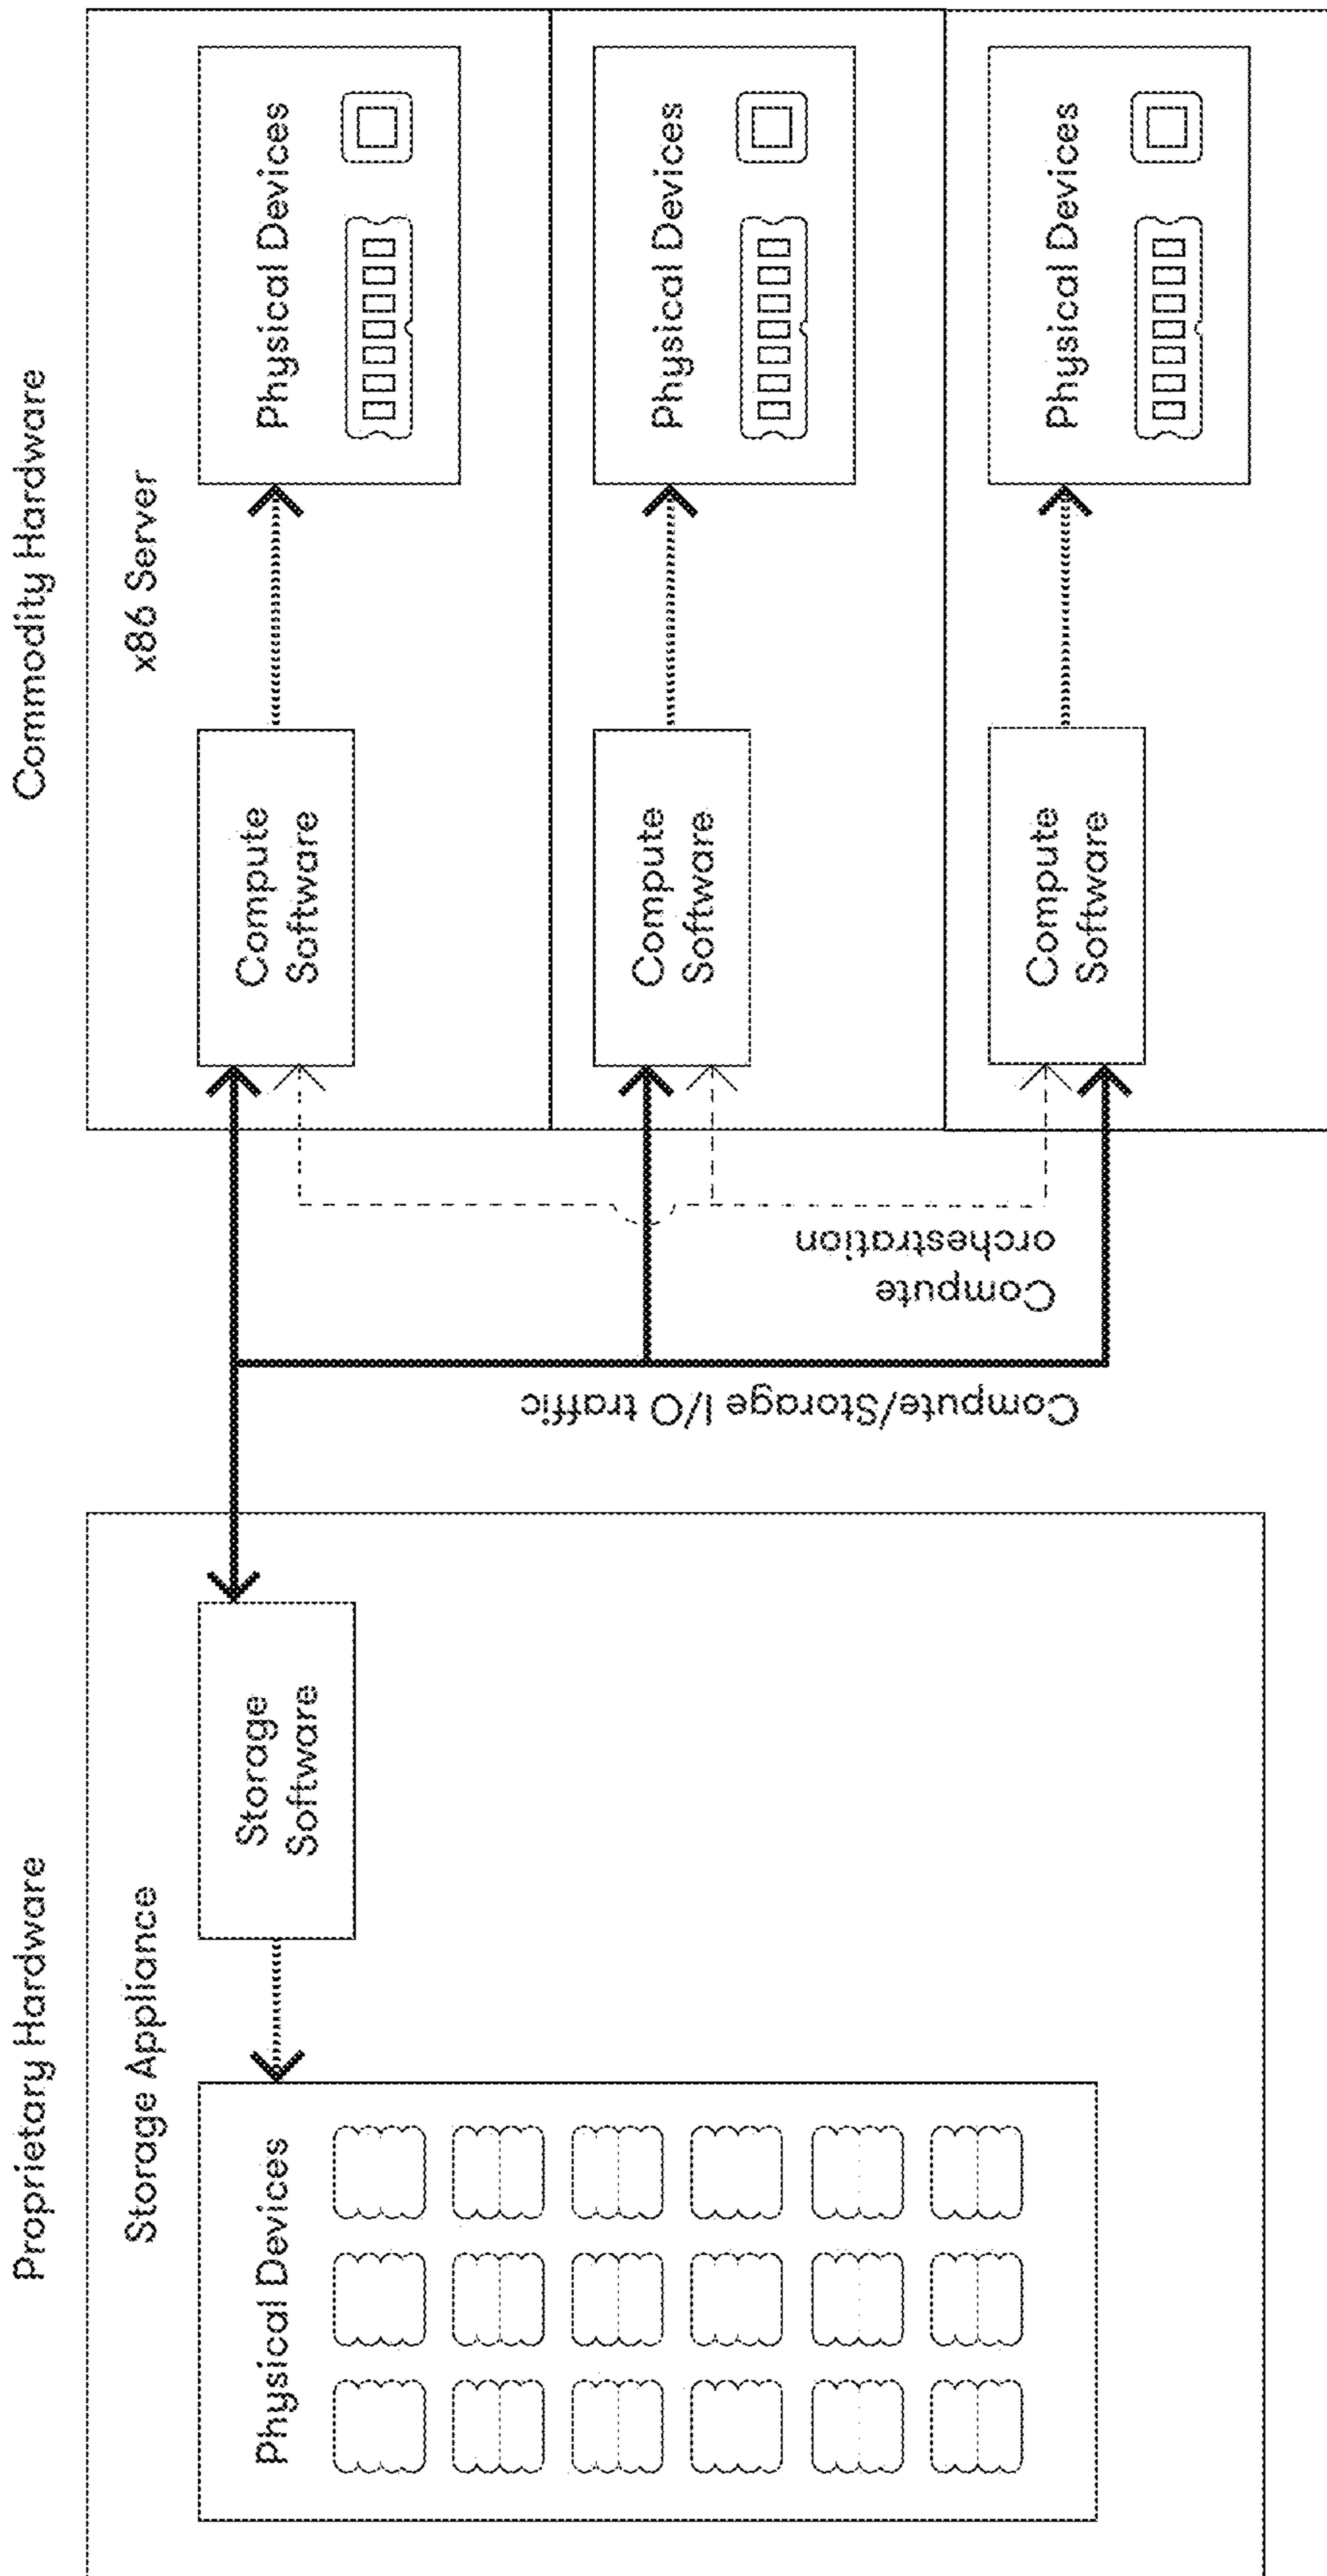 Proprietary Hardware
Storage Appliance
Physical Devices
Storage
Software
Compute/Storage I/O traffic
Compute
orchestration
Commodity Hardware
x86 Server
Compute
Software
Physical Devices
Compute
Software
Physical Devices
Compute
Software
Physical Devices